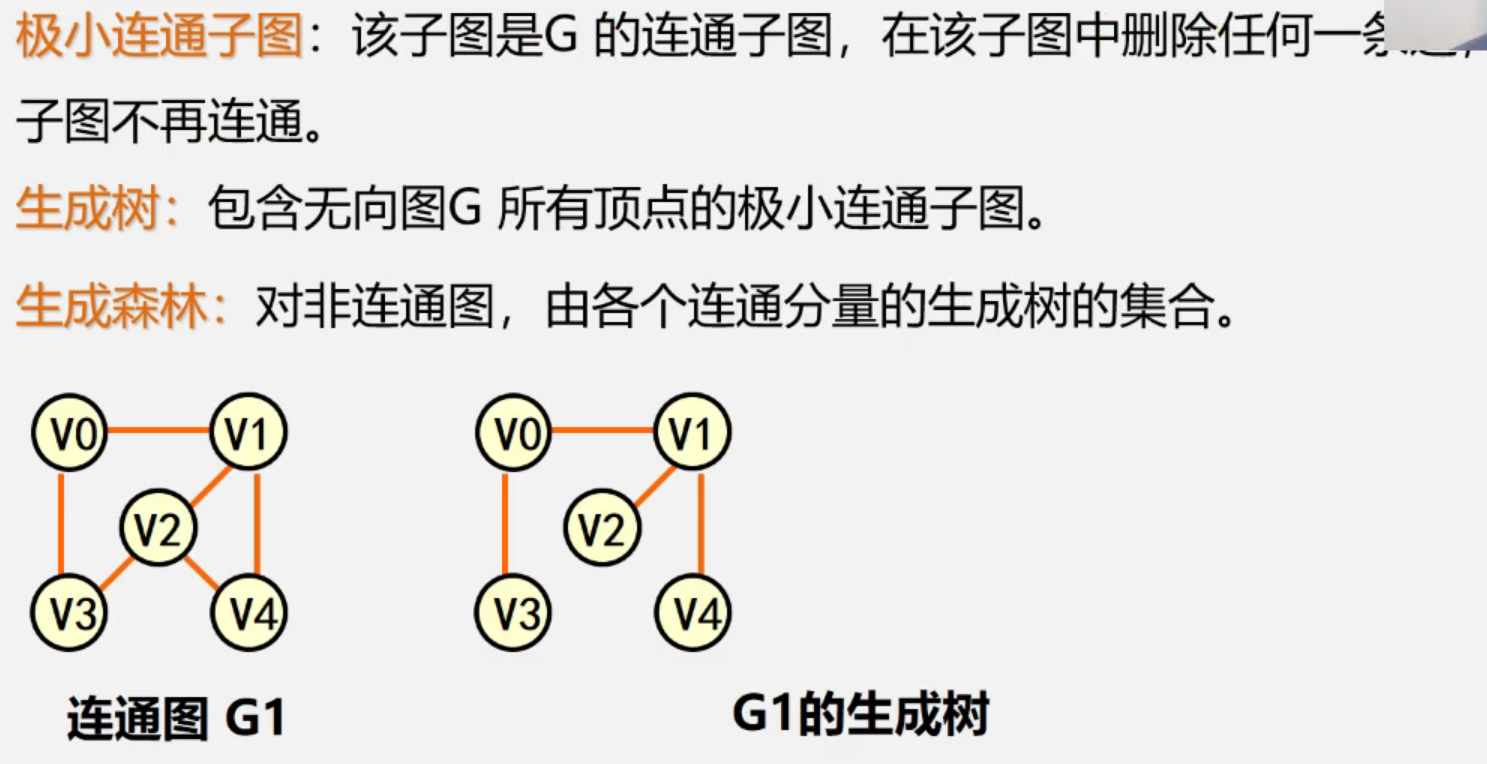 极小连通子图：该子图是G 的连通子图，在该子图中删除任何一
子图不再连通。
生成树：包含无向图G 所有顶点的极小连通子图。
生成森林：对非连通图，由各个连通分量的生成树的集合。
V0 V1 V0 V1
V2 V2
V3 V4 V3 V4
连通图 G1 G1的生成树